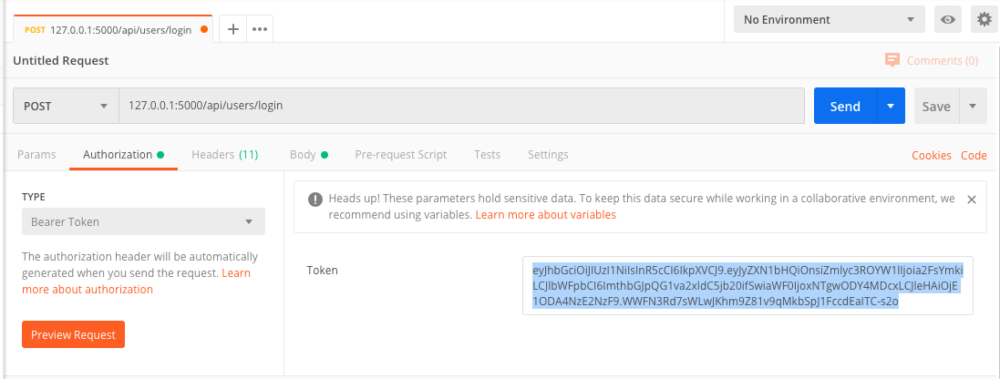 POST 127.0.0.1:5000/api/users/login
No Environment
Untitled Request
Comments (0)
POST
127.0.0.1:5000/api/users/login
Send
Save
Params
Authorization
Headers (11)
Body
Pre-request Script
Tests
Settings
Cookies
Code
TYPE
Bearer Token
The authorization header will be automatically
generated when you send the request. Learn
more about authorization
Preview Request
Heads up! These parameters hold sensitive data. To keep this data secure while working in a collaborative environment, we
recommend using variables. Learn more about variables
Token
eyJhbGciOiJIUzI1NiIsInR5cCI6IkpXVCJ9.eyJyZXN1bHQiOnsiZmlyc3ROYW1lIjoia2FsYmki
LCJlbWFpbCI6ImthbGJpQG1va2xldC5jb20ifSwiaWF0IjoxNTgwODY4MDcxLCJleHAiOjE
1ODA4NzE2NzF9.WWFN3Rd7sWLwJKhm9Z81v9qMkbSpJ1FccdEaITC-s2o